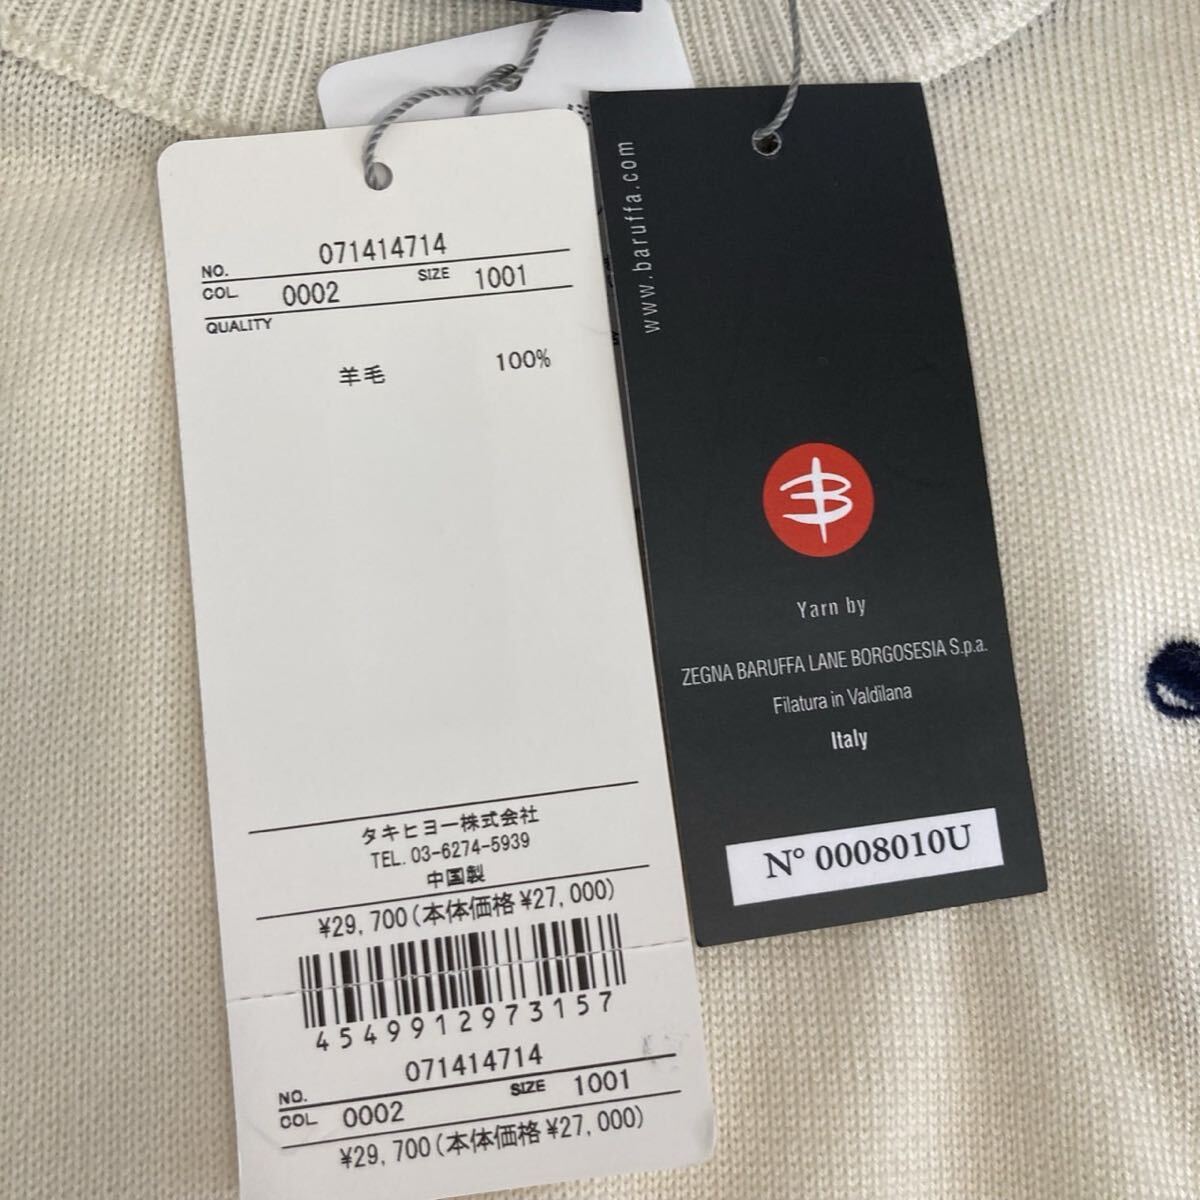 NO. 071414714
COL. 0002 SIZE 1001
QUALITY
羊毛 100%
タキヒヨー株式会社
TEL. 03-6274-5939
中国製
¥29,700(本体価格¥27,000)
4549912973157
NO. 071414714
COL 0002 SIZE 1001
¥29,700(本体価格¥27,000)
www.baruffa.com
Yarn by
ZEGNA BARUFFA LANE BORGOSESIA S.p.a.
Filatura in Valdilana
Italy
N° 0008010U